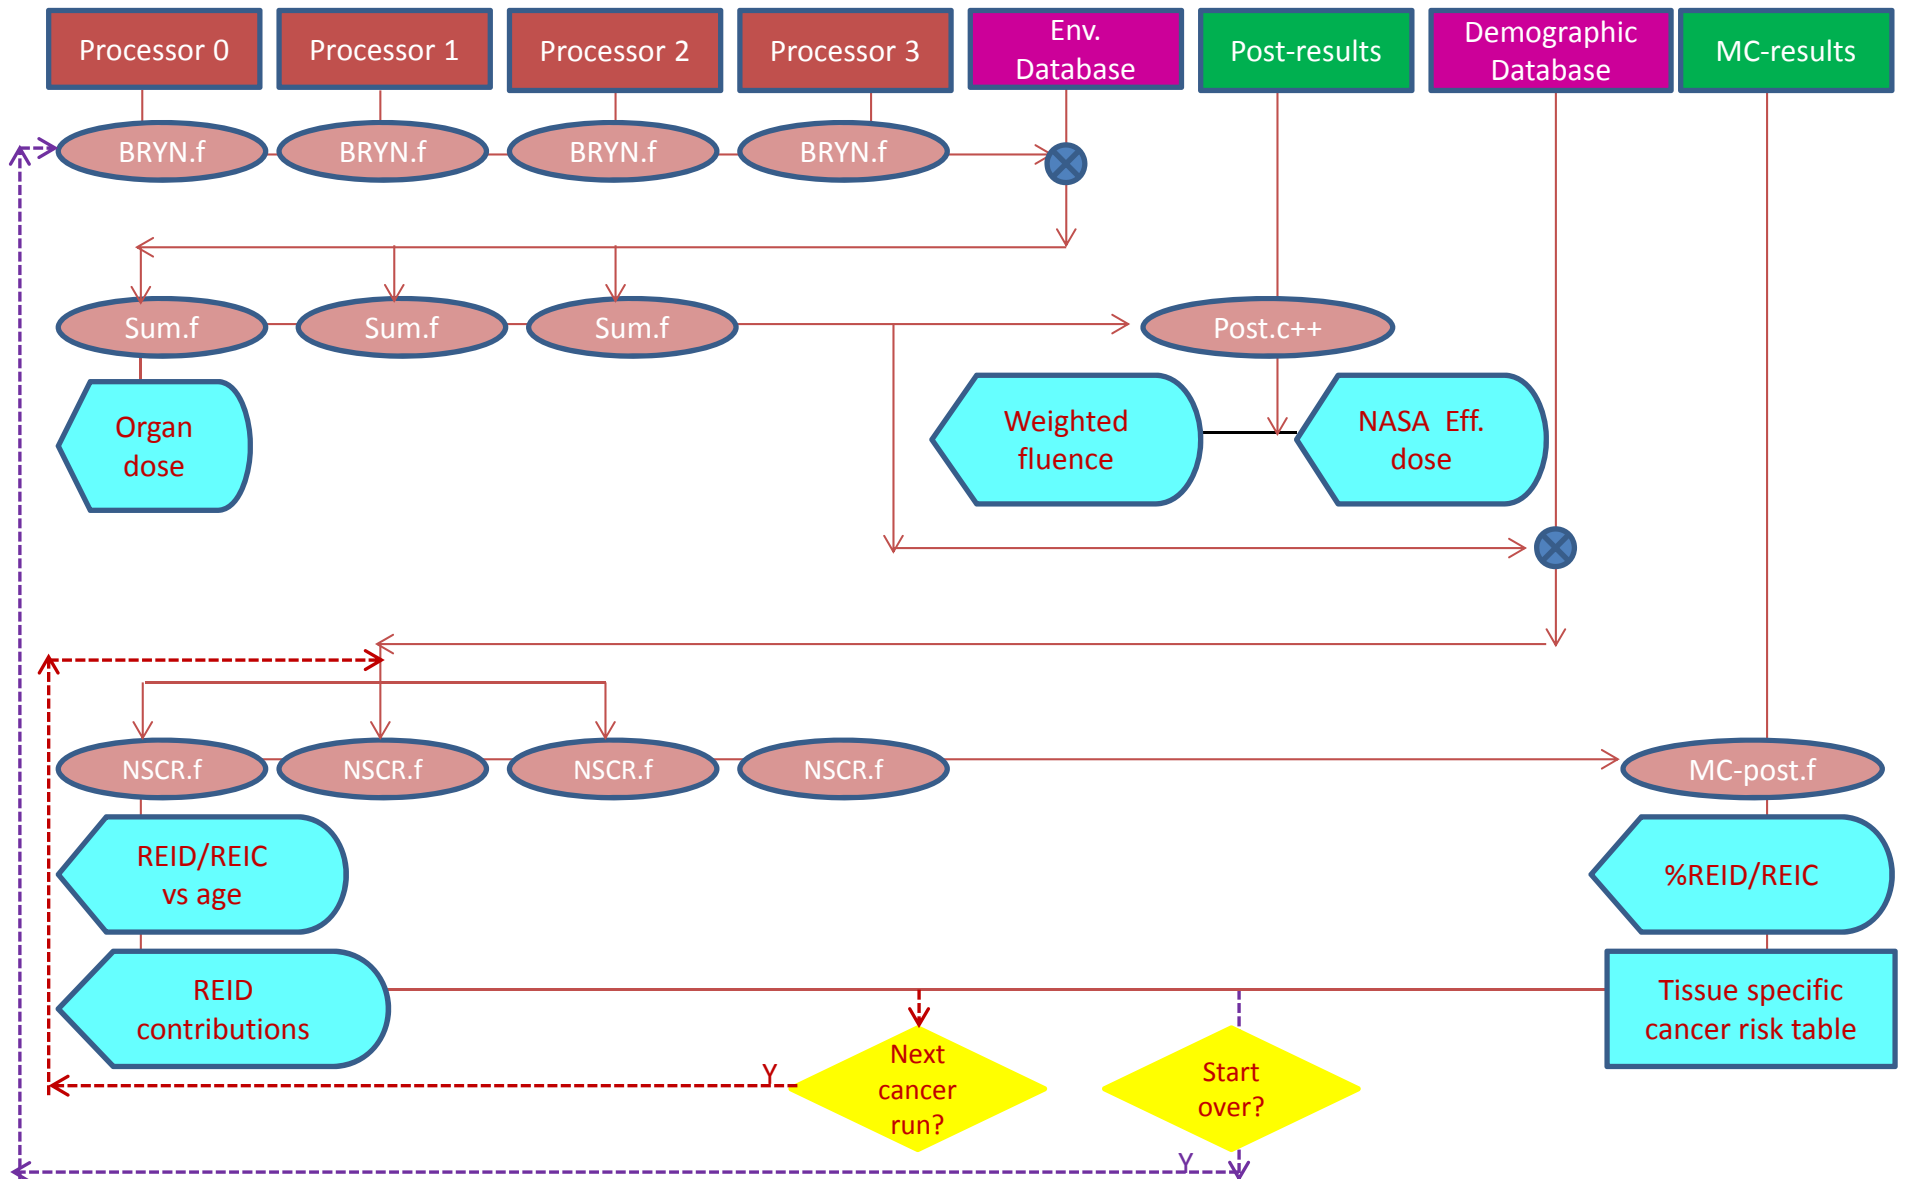 Processor 0
Processor 1
Processor 2
Processor 3
Env.
Database
Post-results
Demographic
Database
MC-results
BRYN.f
BRYN.f
BRYN.f
BRYN.f
Sum.f
Sum.f
Sum.f
Post.c++
Organ
dose
Weighted
fluence
NASA Eff.
dose
NSCR.f
NSCR.f
NSCR.f
NSCR.f
MC-post.f
REID/REIC
vs age
%REID/REIC
REID
contributions
Tissue specific
cancer risk table
Next
cancer
run?
Y
Start
over?
Y